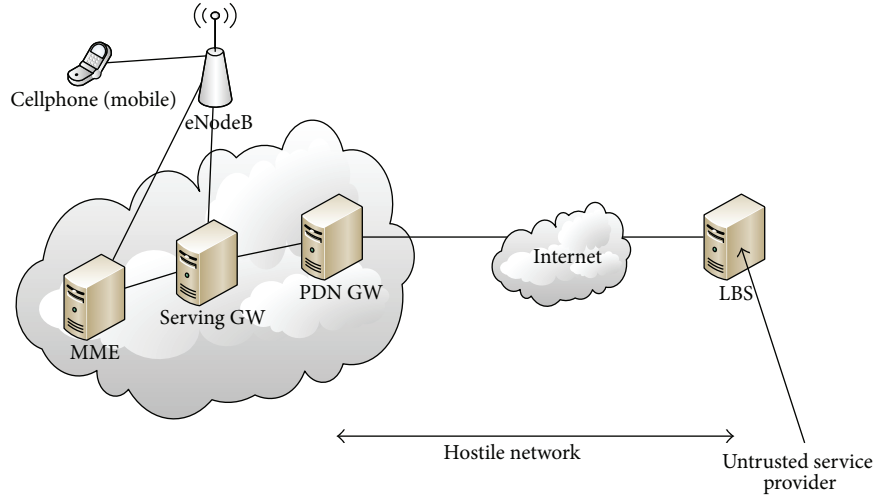 Cellphone (mobile)
eNodeB
MME
Serving GW
PDN GW
Internet
LBS
Hostile network
Untrusted service
provider